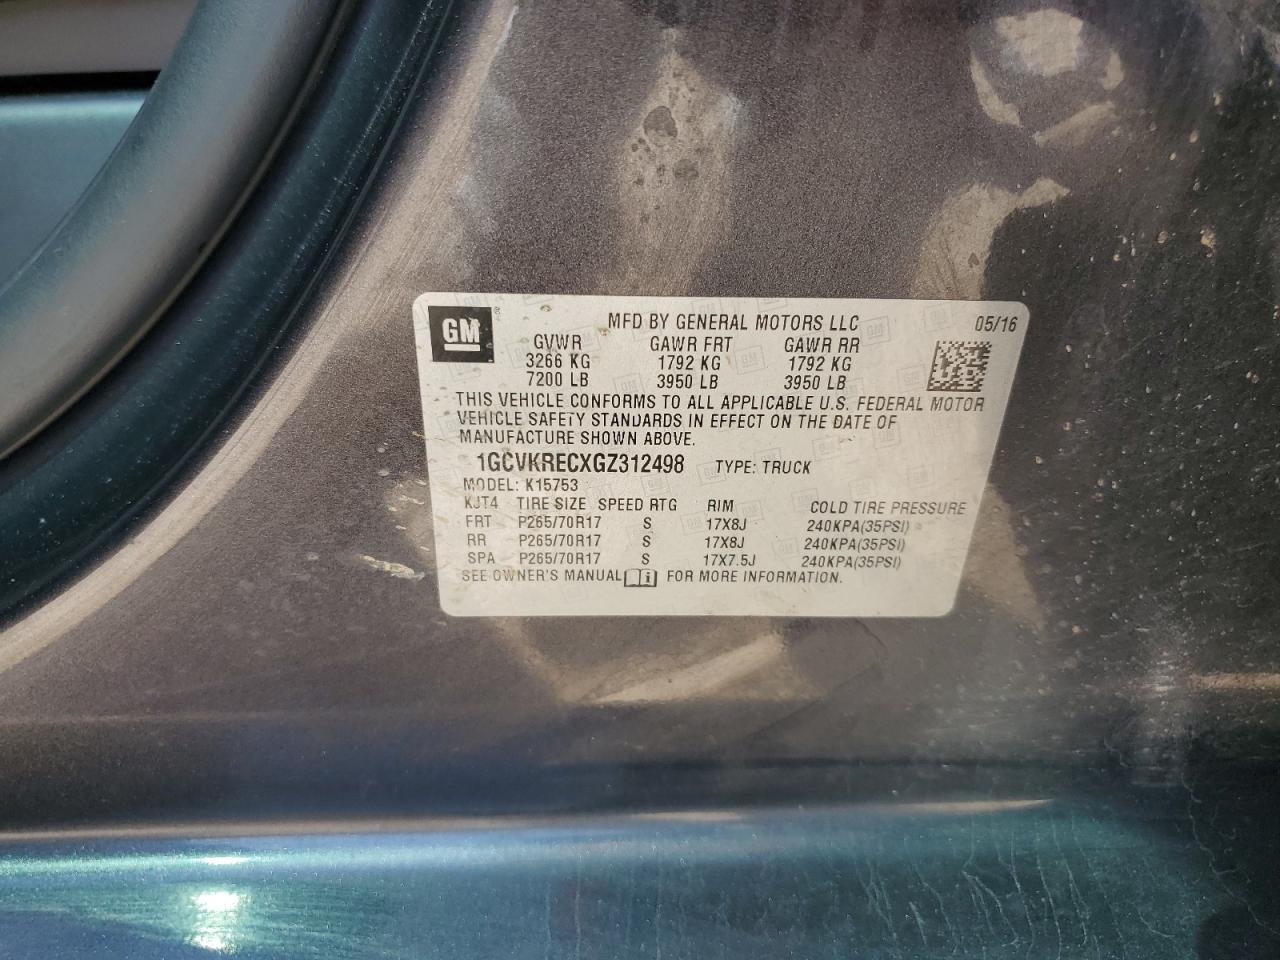 GM
MFD BY GENERAL MOTORS LLC 05/16
GVWR GAWR FRT GAWR RR
3266 KG 1792 KG 1792 KG
7200 LB 3950 LB 3950 LB
THIS VEHICLE CONFORMS TO ALL APPLICABLE U.S. FEDERAL MOTOR
VEHICLE SAFETY STANDARDS IN EFFECT ON THE DATE OF
MANUFACTURE SHOWN ABOVE.
1GCVKRECXGZ312498 TYPE: TRUCK
MODEL: K15753
KJT4 TIRE SIZE SPEED RTG RIM COLD TIRE PRESSURE
FRT P265/70R17 S 17X8J 240KPA(35PSI)
RR P265/70R17 S 17X8J 240KPA(35PSI)
SPA P265/70R17 S 17X7.5J 240KPA(35PSI)
SEE OWNER'S MANUAL i FOR MORE INFORMATION.